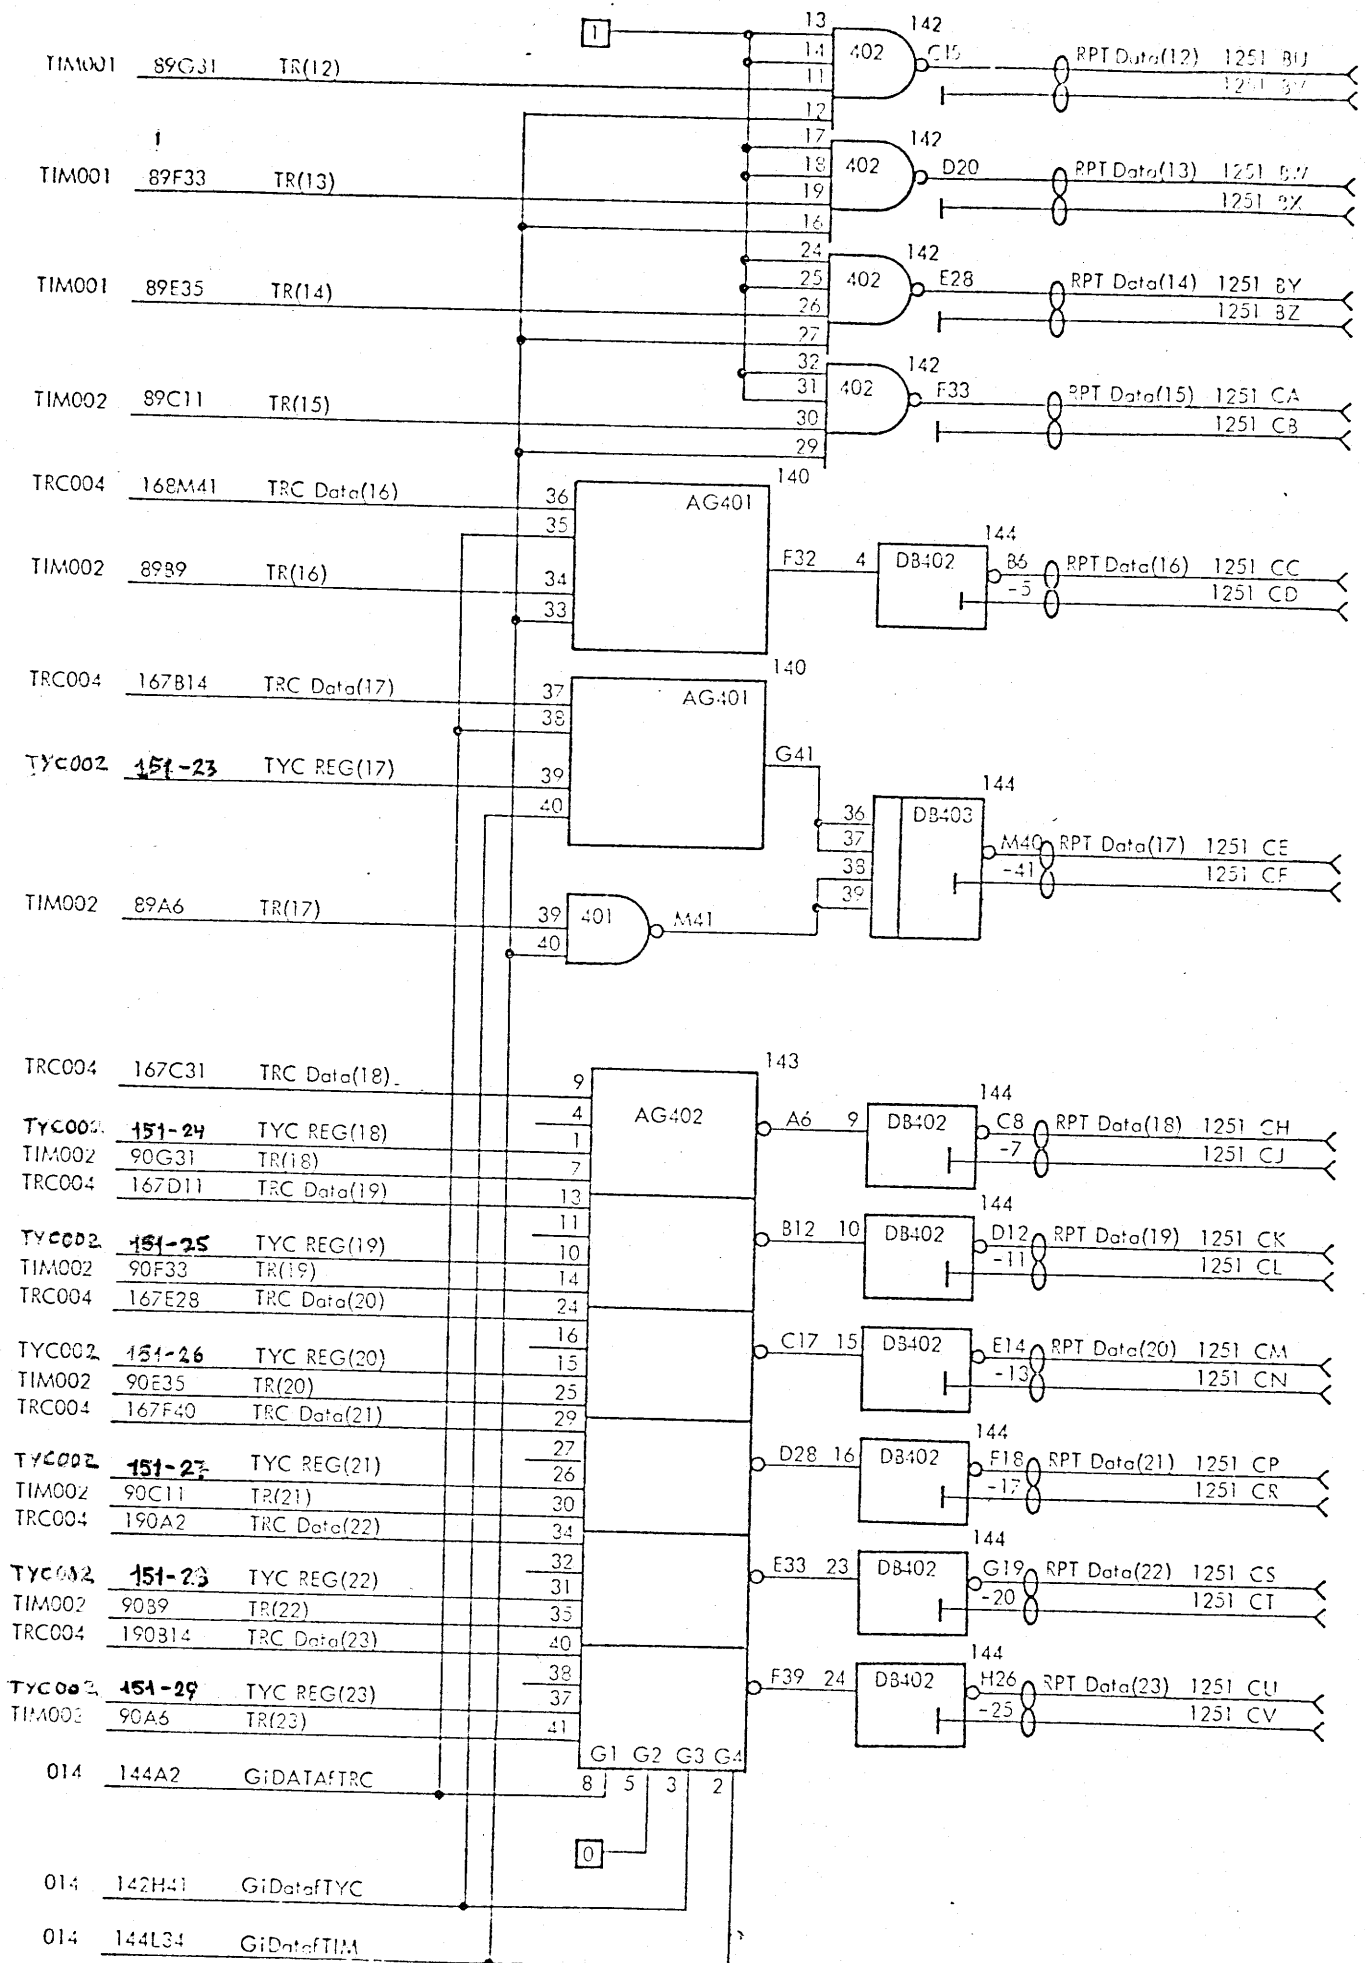 1
13 142
14 402 C15 RPT Data(12) 1251 BU
TIM001 89G31 TR(12) 11
12
1
17 142
TIM001 89F33 TR(13) 18 402 D20 RPT Data(13) 1251 BW
19 1251 BX
16
24 142
TIM001 89E35 TR(14) 25 402 E28 RPT Data(14) 1251 BY
26 1251 BZ
27
32 142
TIM002 89C11 TR(15) 31 402 F33 RPT Data(15) 1251 CA
30 1251 CB
29
TRC004 168M41 TRC Data(16) 36 AG401 140
35
TIM002 89B9 TR(16) 34 F32 4 DB402 144 B6 RPT Data(16) 1251 CC
33 -5 1251 CD
TRC004 167B14 TRC Data(17) 37 AG401 140
38
TYC002 151-23 TYC REG(17) 39 G41
40
36 DB403 144
37 M40 RPT Data(17) 1251 CE
38 -41 1251 CF
39
TIM002 89A6 TR(17) 39 401 M41
40
TRC004 167C31 TRC Data(18) 9 143
4 AG402 A6 9 DB402 144 C8 RPT Data(18) 1251 CH
151-24 TYC REG(18) 1 -7 1251 CJ
TIM002 90G31 TR(18) 7
TRC004 167D11 TRC Data(19) 13
11 B12 10 DB402 144 D12 RPT Data(19) 1251 CK
TYC002 151-25 TYC REG(19) 10 -11 1251 CL
TIM002 90F33 TR(19) 14
TRC004 167E28 TRC Data(20) 24
16 C17 15 DB402 144 E14 RPT Data(20) 1251 CM
TYC002 151-26 TYC REG(20) 15 -13 1251 CN
TIM002 90E35 TR(20) 25
TRC004 167F40 TRC Data(21) 29
27 D28 16 DB402 144 F18 RPT Data(21) 1251 CP
TYC002 151-27 TYC REG(21) 26 -17 1251 CR
TIM002 90C11 TR(21) 30
TRC004 190A2 TRC Data(22) 34
32 E33 23 DB402 144 G19 RPT Data(22) 1251 CS
TYC002 151-28 TYC REG(22) 31 -20 1251 CT
TIM002 90B9 TR(22) 35
TRC004 190B14 TRC Data(23) 40
38 F39 24 DB402 144 H26 RPT Data(23) 1251 CU
TYC002 151-29 TYC REG(23) 37 -25 1251 CV
90A6 TR(23) 41
G1 G2 G3 G4
014 144A2 GiDATAfTRC 8 5 3 2
0
014 142H41 GiDatafTYC
014 144L34 GiDatafTIM